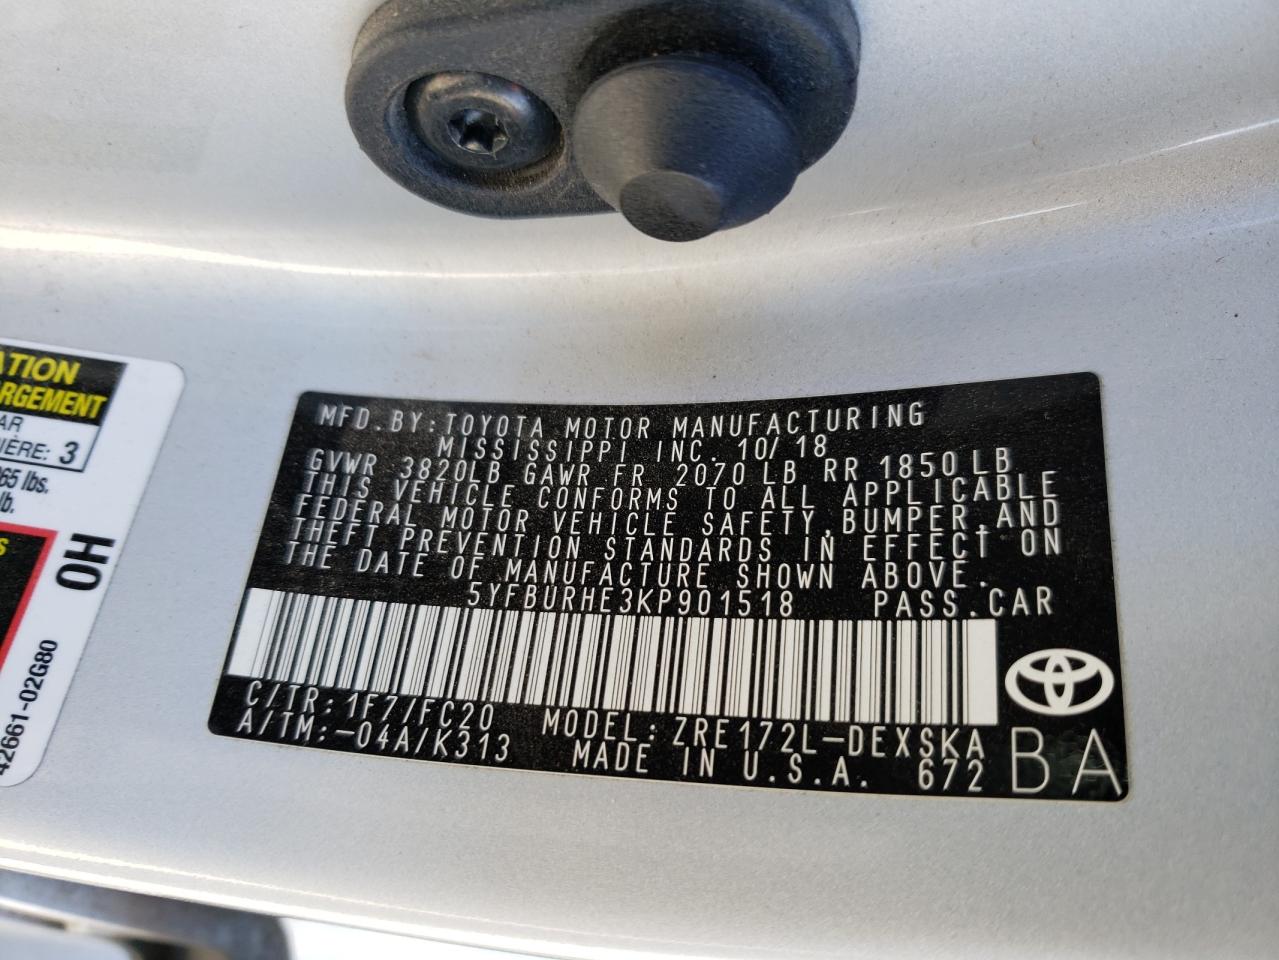 ATION
ARGEMENT
AR
IÈRE: 3
65 lbs.
lb.
S
OH
42661-02G80
MFD.BY:TOYOTA MOTOR MANUFACTURING
MISSISSIPPI INC. 10/18
GVWR 3820LB GAWR FR 2070 LB RR 1850LB
THIS VEHICLE CONFORMS TO ALL APPLICABLE
FEDERAL MOTOR VEHICLE SAFETY,BUMPER,AND
THEFT PREVENTION STANDARDS IN EFFECT ON
THE DATE OF MANUFACTURE SHOWN ABOVE.
5YFBURHE3KP901518 PASS.CAR
C/TR:1F7/FC20 MODEL:ZRE172L-DEXSKA
A/TM:-04A/K313 MADE IN U.S.A. 672
BA